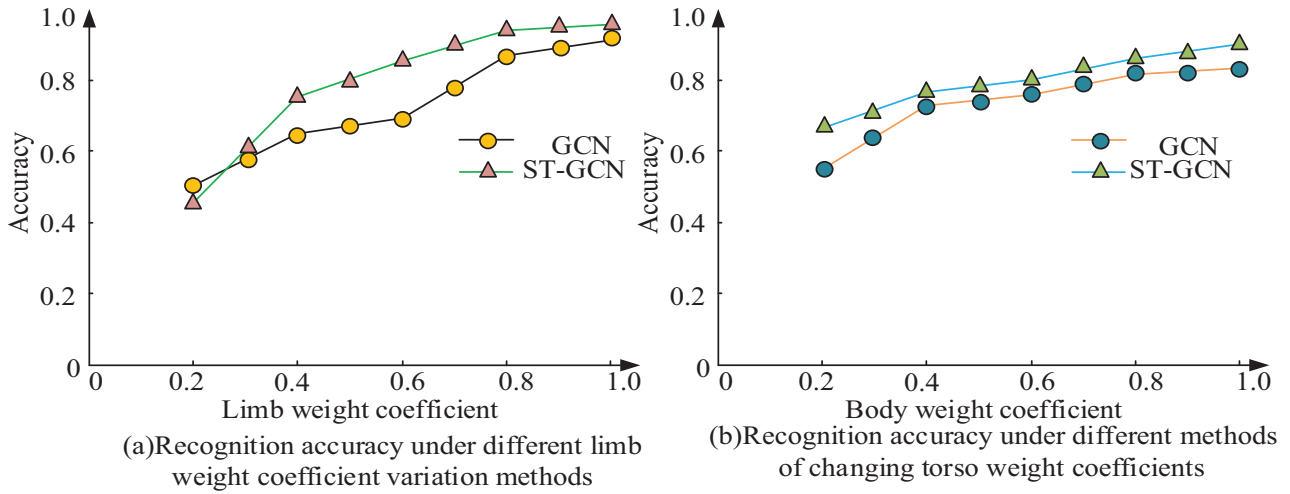 1.0
0.8
0.6
0.4
0.2
0
Accuracy
GCN
ST-GCN
0 0.2 0.4 0.6 0.8 1.0
Limb weight coefficient
(a)Recognition accuracy under different limb
weight coefficient variation methods
1.0
0.8
0.6
0.4
0.2
0
Accuracy
GCN
ST-GCN
0 0.2 0.4 0.6 0.8 1.0
Body weight coefficient
(b)Recognition accuracy under different methods
of changing torso weight coefficients